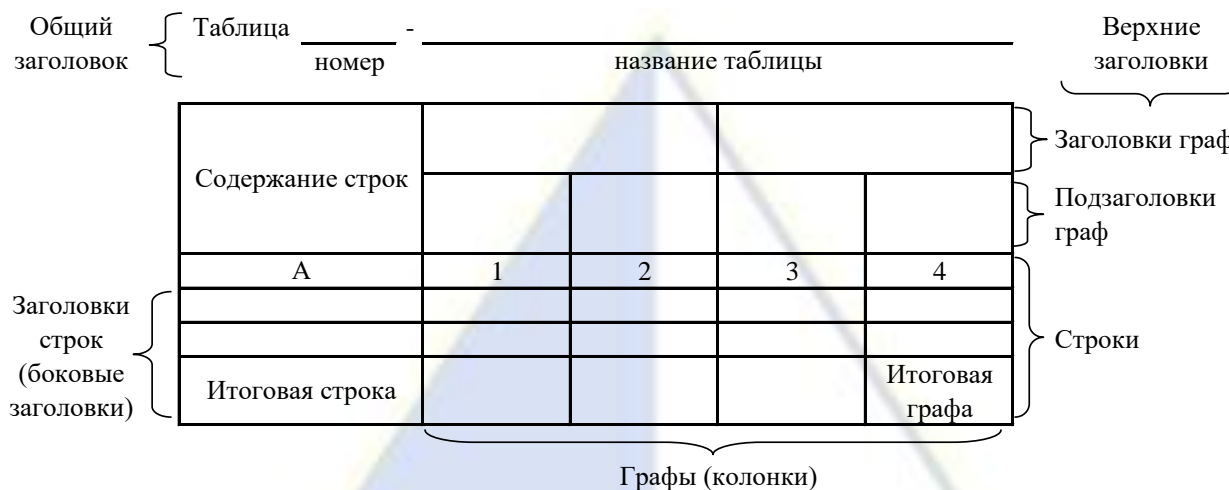 Общий
заголовок
Таблица -
номер
название таблицы
Верхние
заголовки
Содержание строк
Заголовки граф
Подзаголовки
граф
А 1 2 3 4
Заголовки
строк
(боковые
заголовки)
Строки
Итоговая строка
Итоговая
графа
Графы (колонки)